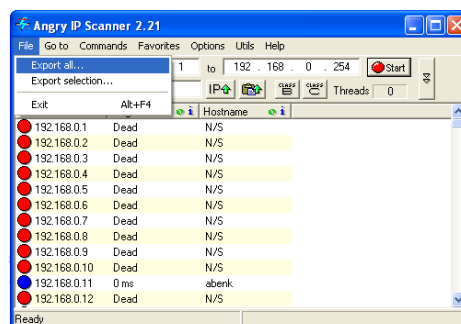 Angry IP Scanner 2.21
File Go to Commands Favorites Options Utils Help
Export all...
Export selection...
Exit Alt+F4
1 to 192 . 168 . 0 . 254 Start
IP CLASS B CLASS C Threads 0
Hostname
192.168.0.1 Dead N/S
192.168.0.2 Dead N/S
192.168.0.3 Dead N/S
192.168.0.4 Dead N/S
192.168.0.5 Dead N/S
192.168.0.6 Dead N/S
192.168.0.7 Dead N/S
192.168.0.8 Dead N/S
192.168.0.9 Dead N/S
192.168.0.10 Dead N/S
192.168.0.11 0 ms abenk
192.168.0.12 Dead N/S
Ready